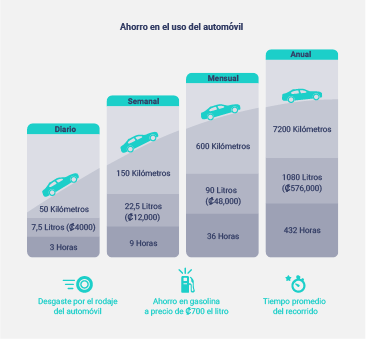 Ahorro en el uso del automóvil
Diario
50 Kilómetros
7,5 Litros (₡4000)
3 Horas
Semanal
150 Kilómetros
22,5 Litros
(₡12,000)
9 Horas
Mensual
600 Kilómetros
90 Litros
(₡48,000)
36 Horas
Anual
7200 Kilómetros
1080 Litros
(₡576,000)
432 Horas
Desgaste por el rodaje
del automóvil
Ahorro en gasolina
a precio de ₡700 el litro
Tiempo promedio
del recorrido